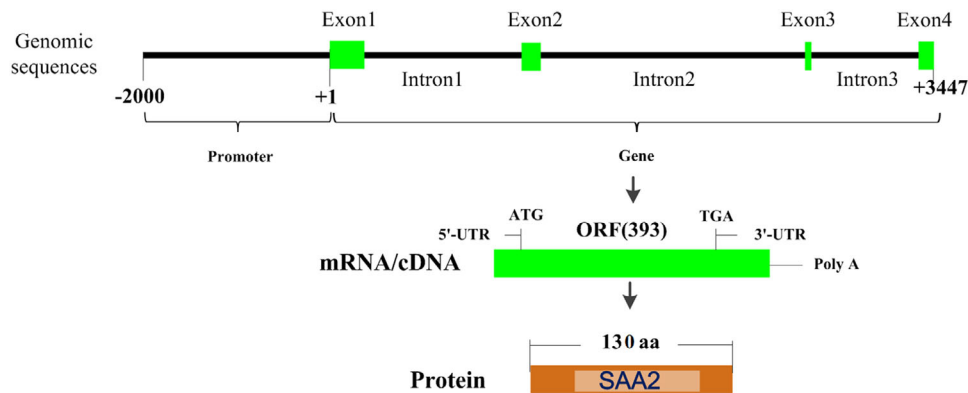 Exon1 Exon2 Exon3 Exon4
Genomic
sequences
Intron1 Intron2 Intron3
-2000 +1 +3447
Promoter Gene
ATG ORF(393) TGA
5'-UTR 3'-UTR
mRNA/cDNA Poly A
130 aa
Protein SAA2